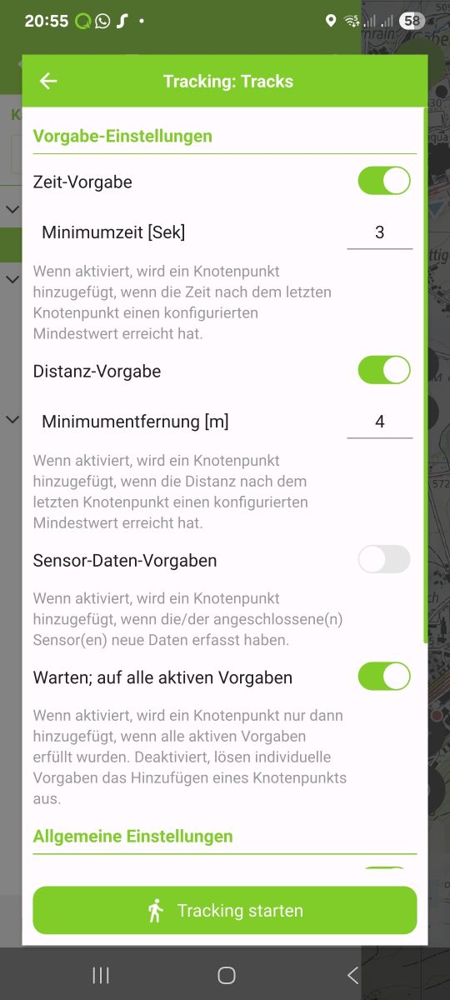 20:55
58
Tracking: Tracks
Vorgabe-Einstellungen
Zeit-Vorgabe
Minimumzeit [Sek]
3
Wenn aktiviert, wird ein Knotenpunkt
hinzugefügt, wenn die Zeit nach dem letzten
Knotenpunkt einen konfigurierten
Mindestwert erreicht hat.
Distanz-Vorgabe
Minimumentfernung [m]
4
Wenn aktiviert, wird ein Knotenpunkt
hinzugefügt, wenn die Distanz nach dem
letzten Knotenpunkt einen konfigurierten
Mindestwert erreicht hat.
Sensor-Daten-Vorgaben
Wenn aktiviert, wird ein Knotenpunkt
hinzugefügt, wenn die/der angeschlossene(n)
Sensor(en) neue Daten erfasst haben.
Warten; auf alle aktiven Vorgaben
Wenn aktiviert, wird ein Knotenpunkt nur dann
hinzugefügt, wenn alle aktiven Vorgaben
erfüllt wurden. Deaktiviert, lösen individuelle
Vorgaben das Hinzufügen eines Knotenpunkts
aus.
Allgemeine Einstellungen
Tracking starten